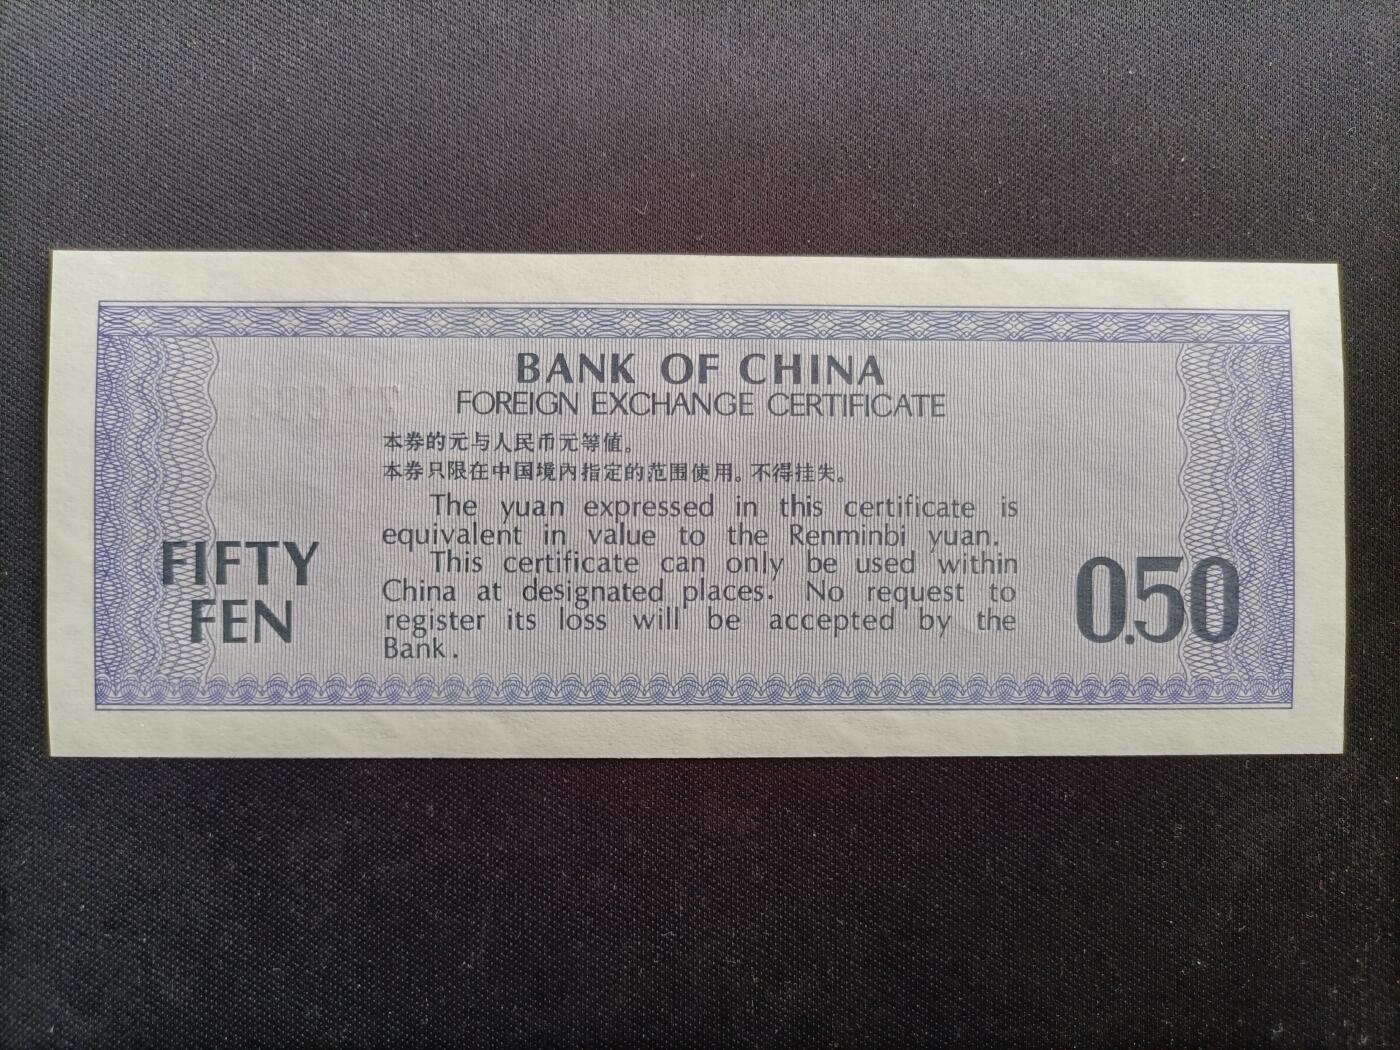 BANK OF CHINA
FOREIGN EXCHANGE CERTIFICATE
本券的元与人民币元等值。
本券只限在中国境内指定的范围使用。不得挂失。
The yuan expressed in this certificate is
equivalent in value to the Renminbi yuan.
This certificate can only be used within
China at designated places. No request to
register its loss will be accepted by the
Bank.
FIFTY
FEN
0.50